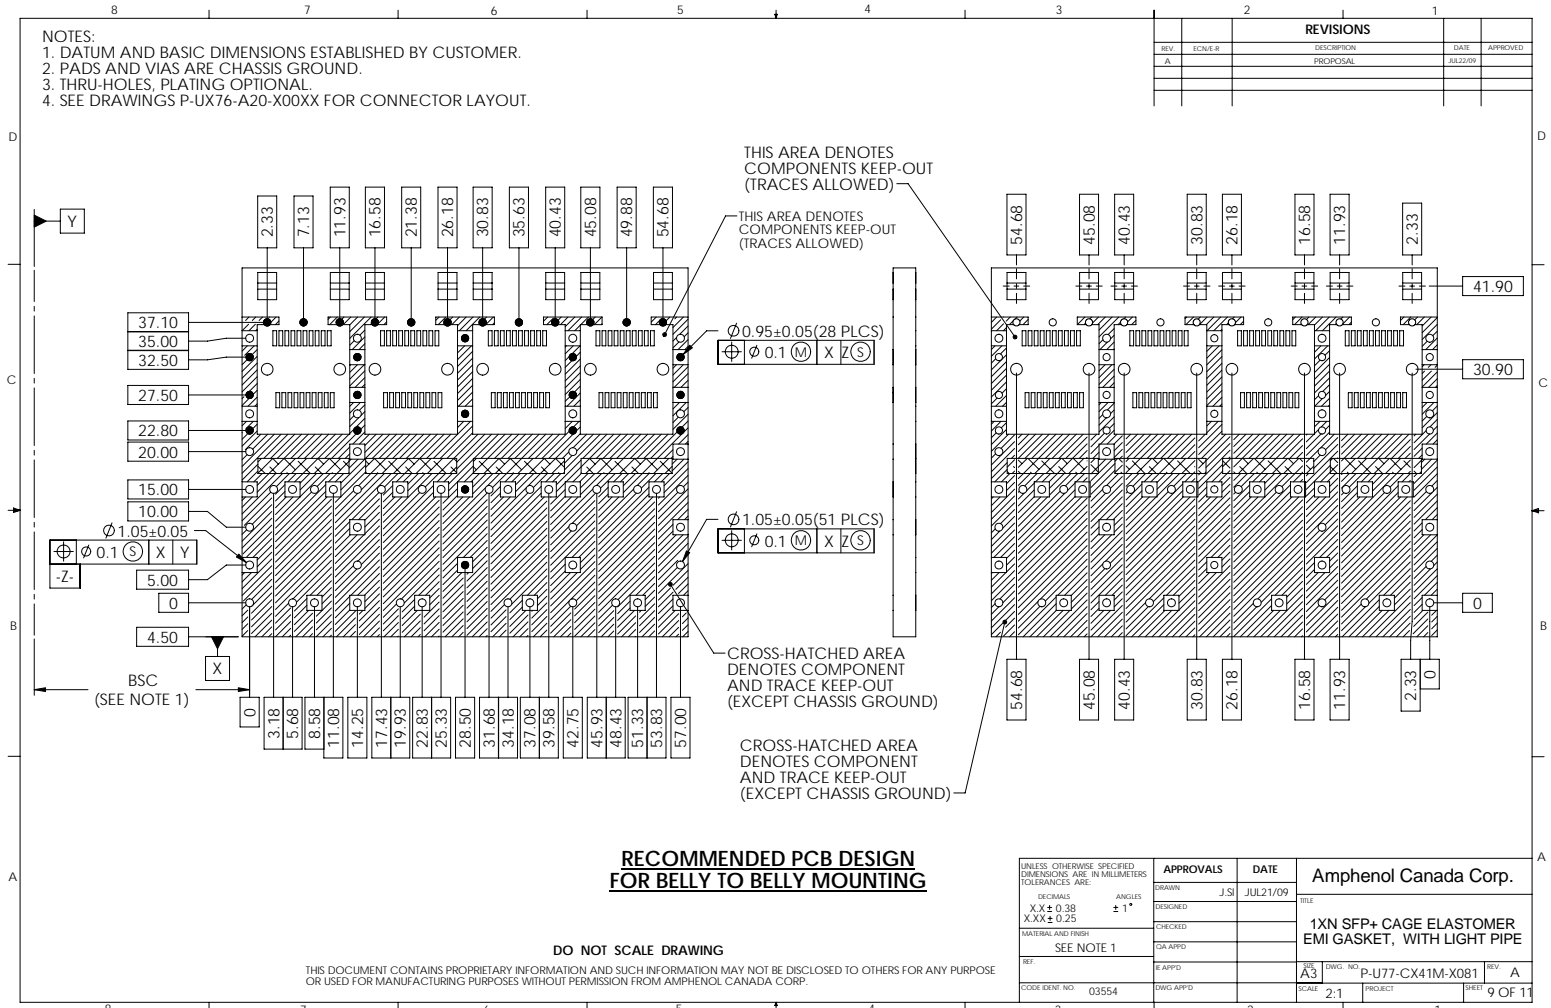 8 7 6 5 4 3 2 1
NOTES:
1. DATUM AND BASIC DIMENSIONS ESTABLISHED BY CUSTOMER.
2. PADS AND VIAS ARE CHASSIS GROUND.
3. THRU-HOLES, PLATING OPTIONAL.
4. SEE DRAWINGS P-UX76-A20-X00XX FOR CONNECTOR LAYOUT.
REVISIONS
REV. ECN/E-R DESCRIPTION DATE APPROVED
A PROPOSAL JUL22/09
D D
THIS AREA DENOTES
COMPONENTS KEEP-OUT
(TRACES ALLOWED)
THIS AREA DENOTES
COMPONENTS KEEP-OUT
(TRACES ALLOWED)
Y
2.33 7.13 11.93 16.58 21.38 26.18 30.83 35.63 40.43 45.08 49.88 54.68
54.68 45.08 40.43 30.83 26.18 16.58 11.93 2.33
41.90
37.10
35.00
32.50
Ø0.95±0.05(28 PLCS)
Ø 0.1 M X Z S
30.90
C C
27.50
22.80
20.00
15.00
10.00
Ø1.05±0.05
Ø 0.1 S X Y
-Z-
Ø1.05±0.05(51 PLCS)
Ø 0.1 M X Z S
5.00
0
0
4.50
B B
X
BSC
(SEE NOTE 1)
0 3.18 5.68 8.58 11.08 14.25 17.43 19.93 22.83 25.33 28.50 31.68 34.18 37.08 39.58 42.75 45.93 48.43 51.33 53.83 57.00
CROSS-HATCHED AREA
DENOTES COMPONENT
AND TRACE KEEP-OUT
(EXCEPT CHASSIS GROUND)
54.68 45.08 40.43 30.83 26.18 16.58 11.93 2.33 0
CROSS-HATCHED AREA
DENOTES COMPONENT
AND TRACE KEEP-OUT
(EXCEPT CHASSIS GROUND)
A A
RECOMMENDED PCB DESIGN
FOR BELLY TO BELLY MOUNTING
DO NOT SCALE DRAWING
THIS DOCUMENT CONTAINS PROPRIETARY INFORMATION AND SUCH INFORMATION MAY NOT BE DISCLOSED TO OTHERS FOR ANY PURPOSE
OR USED FOR MANUFACTURING PURPOSES WITHOUT PERMISSION FROM AMPHENOL CANADA CORP.
UNLESS OTHERWISE SPECIFIED
DIMENSIONS ARE IN MILLIMETERS
TOLERANCES ARE:
DECIMALS ANGLES
X.X± 0.38 ± 1°
X.XX± 0.25
MATERIAL AND FINISH
SEE NOTE 1
REF.
CODE IDENT. NO. 03554
APPROVALS DATE
DRAWN J.SI JUL21/09
DESIGNED
CHECKED
QA APP'D
IE APP'D
DWG APP'D
Amphenol Canada Corp.
TITLE
1XN SFP+ CAGE ELASTOMER
EMI GASKET, WITH LIGHT PIPE
SIZE A3 DWG. NO. P-U77-CX41M-X081 REV. A
SCALE 2:1 PROJECT SHEET 9 OF 11
8 7 6 5 4 3 2 1